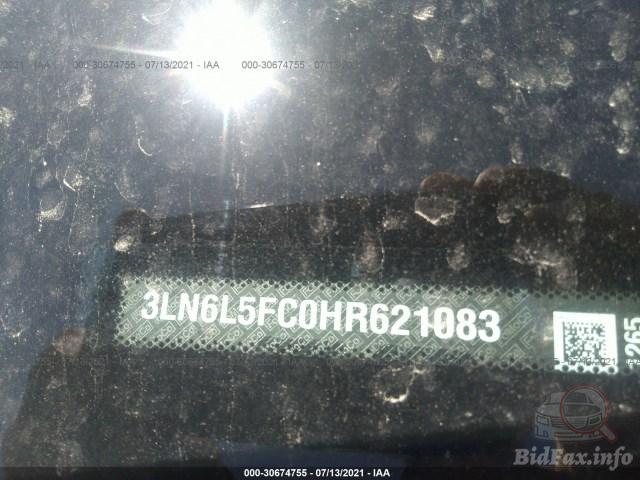 000-30674755 - 07/13/2021 - IAA 000-30674755 - 07/13/2021
3LN6L5FC0HR621083
265
000-30674755 - 07/13/2021 - IAA
BidFax.info